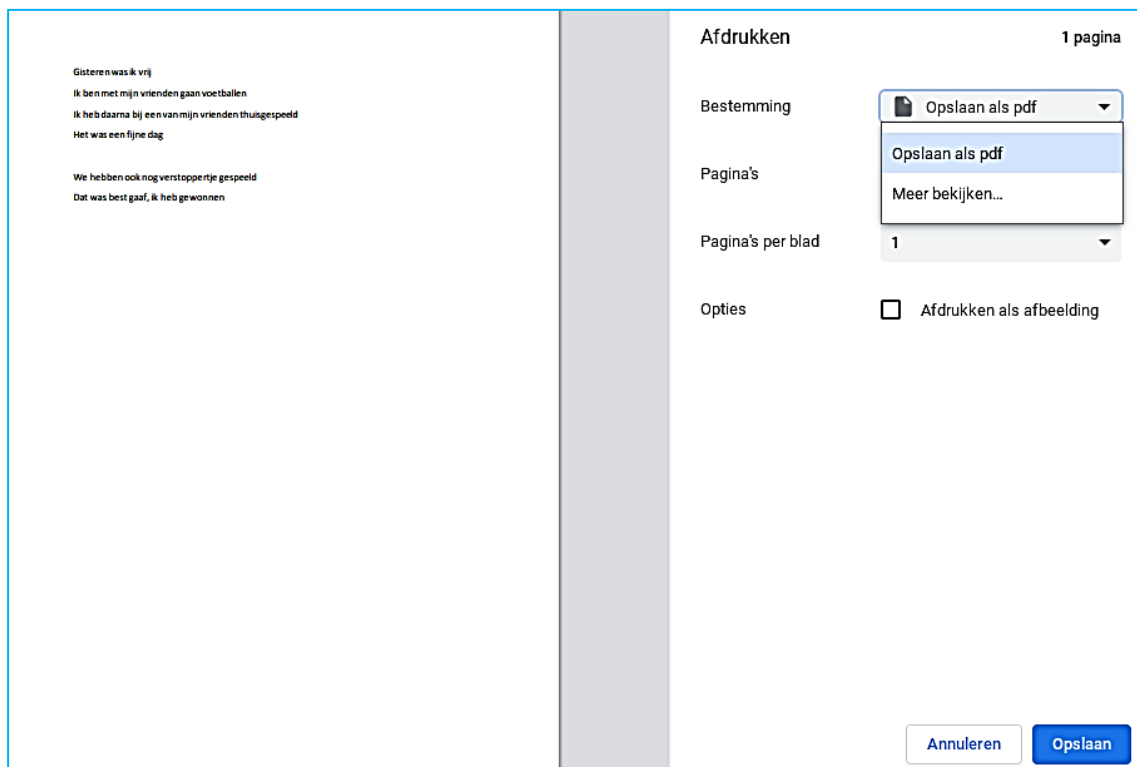 Gisteren was ik vrij
Ik ben met mijn vrienden gaan voetballen
Ik heb daarna bij een van mijn vrienden thuisgespeeld
Het was een fijne dag
We hebben ook nog verstoppertje gespeeld
Dat was best gaaf, ik heb gewonnen
Afdrukken 1 pagina
Bestemming Opslaan als pdf
Opslaan als pdf
Pagina's
Meer bekijken...
Pagina's per blad 1
Opties Afdrukken als afbeelding
Annuleren Opslaan